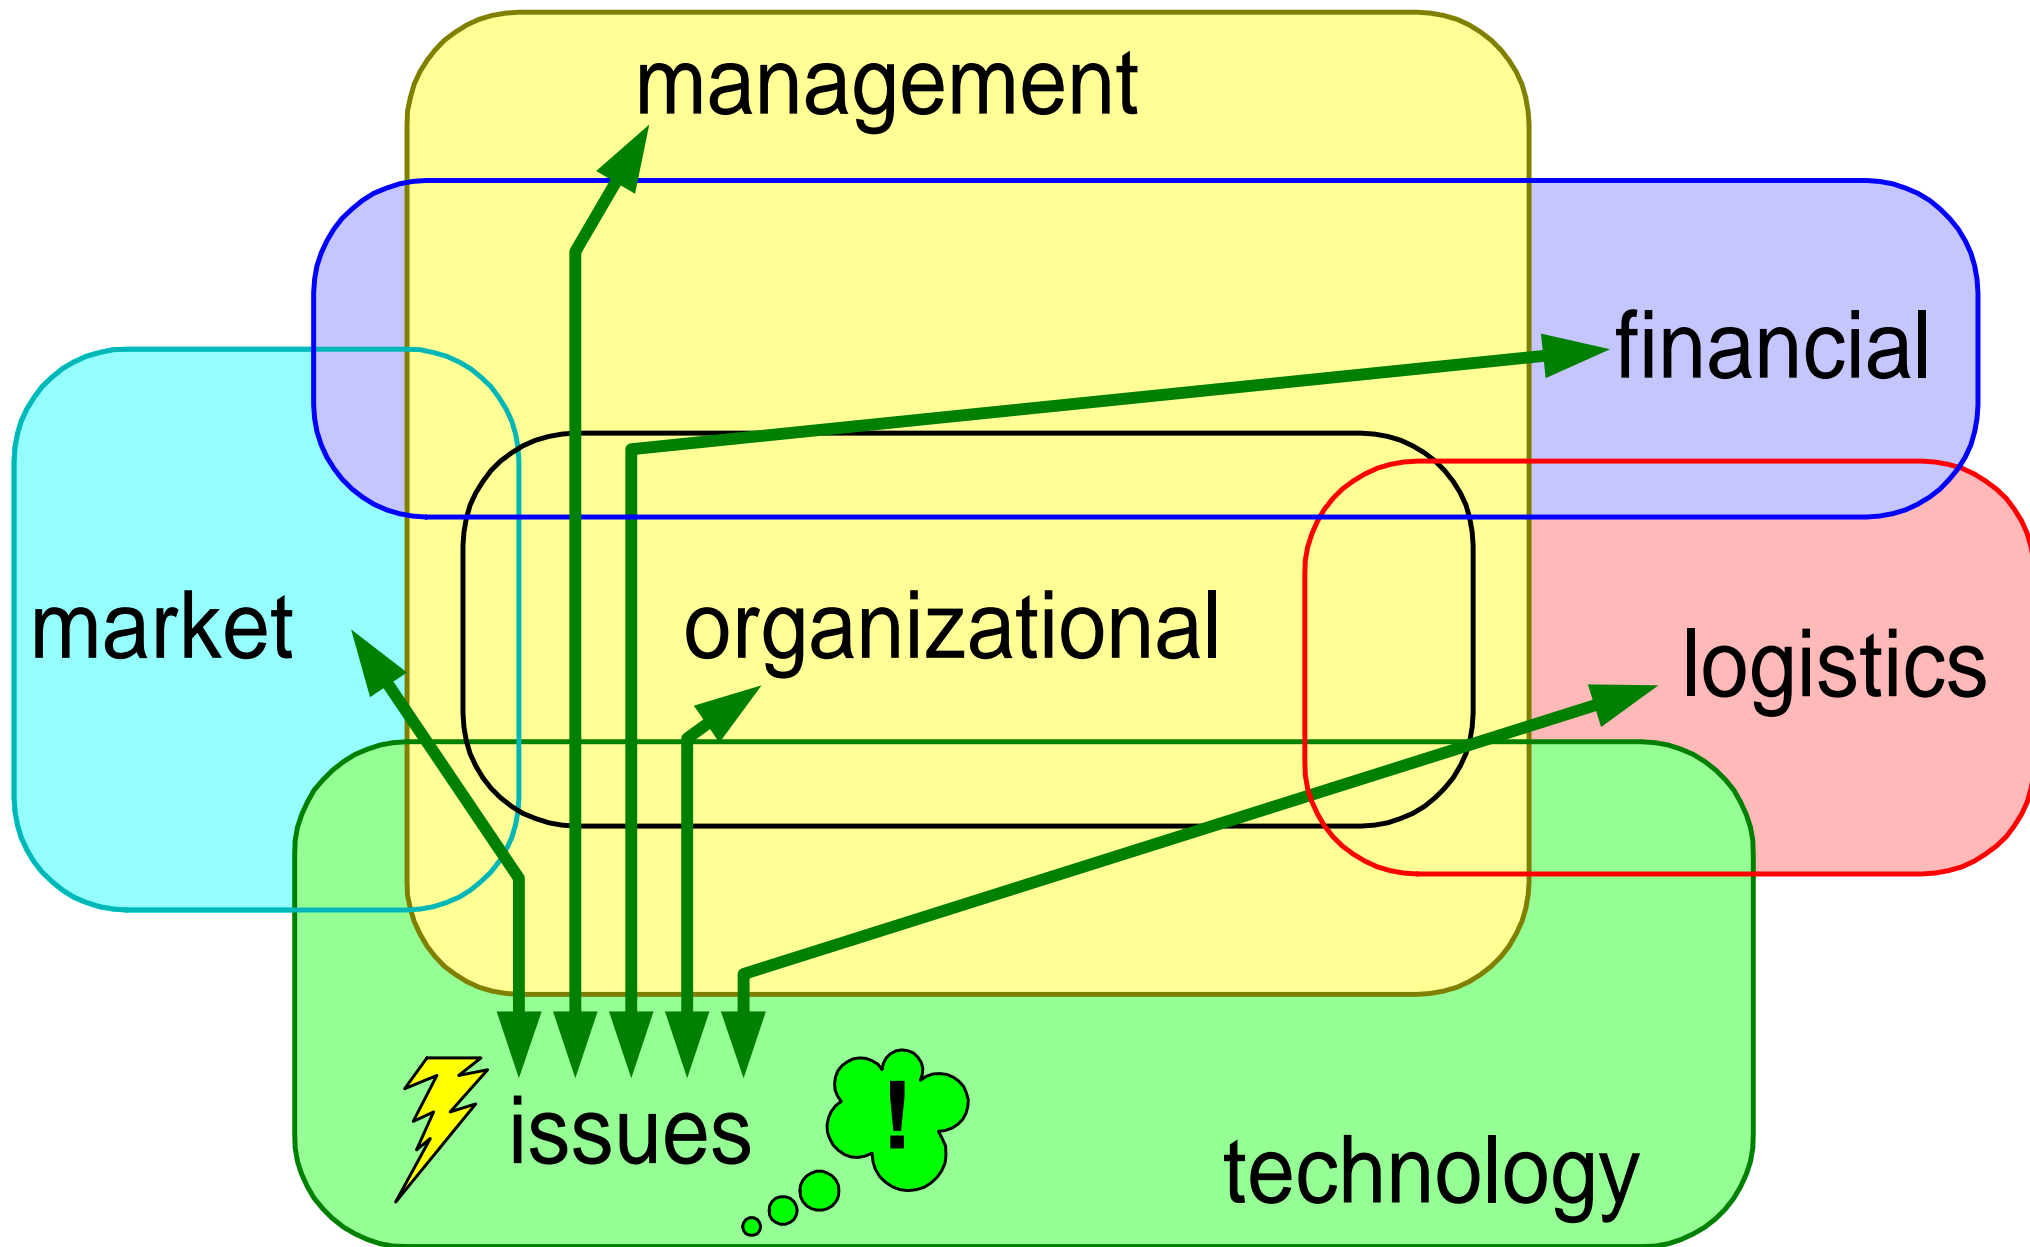 management
financial
market
organizational
logistics
issues
!
technology